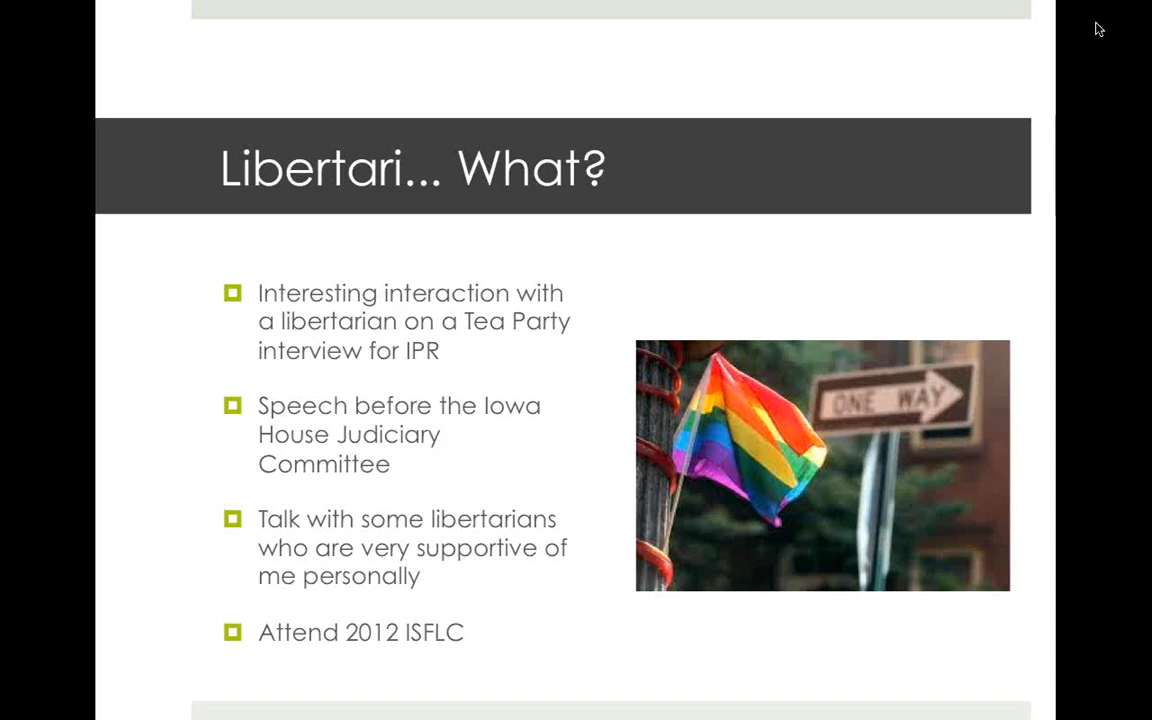 Libertari... What?
Interesting interaction with
a libertarian on a Tea Party
interview for IPR
Speech before the Iowa
House Judiciary
Committee
Talk with some libertarians
who are very supportive of
me personally
Attend 2012 ISFLC
ONE WAY